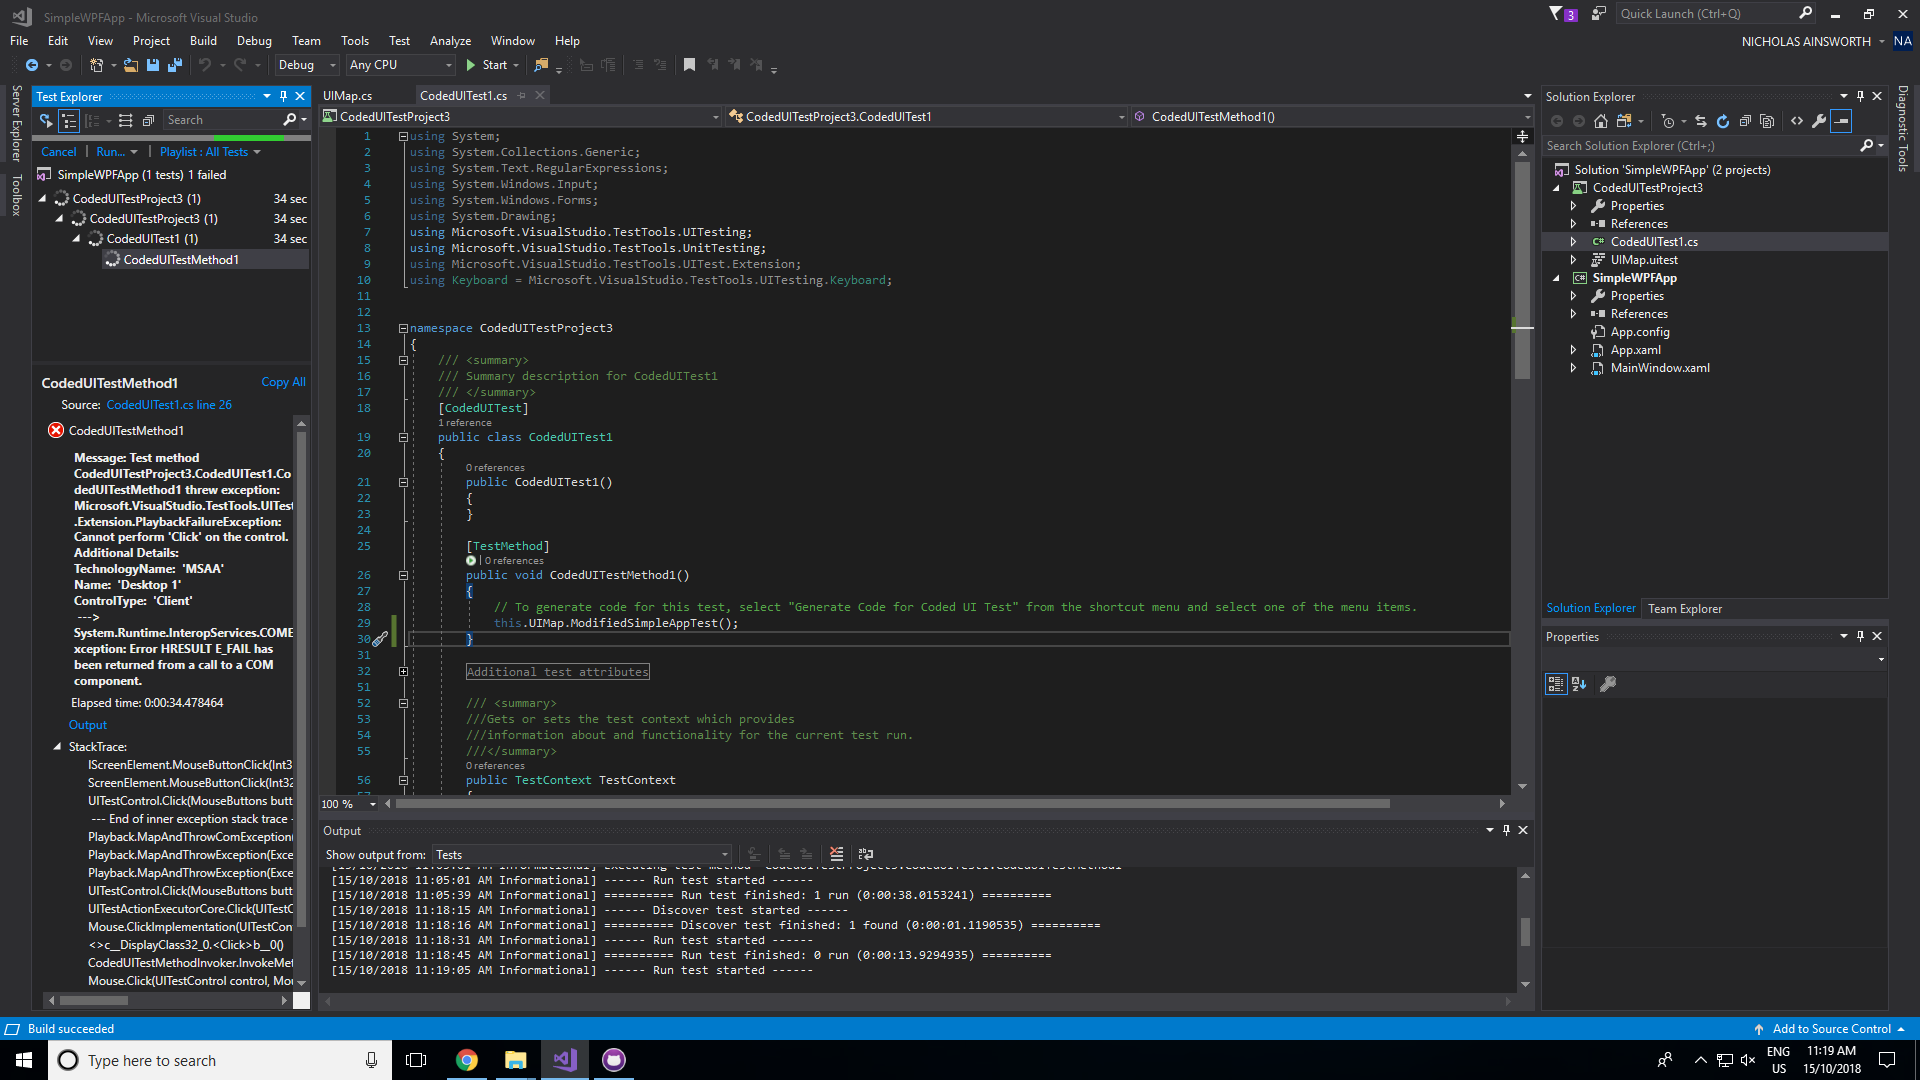 SimpleWPFApp - Microsoft Visual Studio
3
Quick Launch (Ctrl+Q)
File Edit View Project Build Debug Team Tools Test Analyze Window Help
NICHOLAS AINSWORTH NA
Debug Any CPU Start
Server Explorer
Toolbox
Test Explorer
Search
Cancel Run... Playlist : All Tests
SimpleWPFApp (1 tests) 1 failed
CodedUITestProject3 (1) 34 sec
CodedUITestProject3 (1) 34 sec
CodedUITest1 (1) 34 sec
CodedUITestMethod1
CodedUITestMethod1 Copy All
Source: CodedUITest1.cs line 26
CodedUITestMethod1
Message: Test method
CodedUITestProject3.CodedUITest1.Co
dedUITestMethod1 threw exception:
Microsoft.VisualStudio.TestTools.UITest
.Extension.PlaybackFailureException:
Cannot perform 'Click' on the control.
Additional Details:
TechnologyName: 'MSAA'
Name: 'Desktop 1'
ControlType: 'Client'
--->
System.Runtime.InteropServices.COME
xception: Error HRESULT E_FAIL has
been returned from a call to a COM
component.
Elapsed time: 0:00:34.478464
Output
StackTrace:
IScreenElement.MouseButtonClick(Int3
ScreenElement.MouseButtonClick(Int32
UITestControl.Click(MouseButtons butt
--- End of inner exception stack trace -
Playback.MapAndThrowComException(
Playback.MapAndThrowException(Exce
Playback.MapAndThrowException(Exce
UITestControl.Click(MouseButtons butt
UITestActionExecutorCore.Click(UITestC
Mouse.ClickImplementation(UITestCon
<>c__DisplayClass32_0.<Click>b__0()
CodedUITestMethodInvoker.InvokeMet
Mouse.Click(UITestControl control, Mou
UIMap.cs CodedUITest1.cs
CodedUITestProject3 CodedUITestProject3.CodedUITest1 CodedUITestMethod1()
1 using System;
2 using System.Collections.Generic;
3 using System.Text.RegularExpressions;
4 using System.Windows.Input;
5 using System.Windows.Forms;
6 using System.Drawing;
7 using Microsoft.VisualStudio.TestTools.UITesting;
8 using Microsoft.VisualStudio.TestTools.UnitTesting;
9 using Microsoft.VisualStudio.TestTools.UITest.Extension;
10 using Keyboard = Microsoft.VisualStudio.TestTools.UITesting.Keyboard;
11
12
13 namespace CodedUITestProject3
14 {
15 /// <summary>
16 /// Summary description for CodedUITest1
17 /// </summary>
18 [CodedUITest]
1 reference
19 public class CodedUITest1
20 {
0 references
21 public CodedUITest1()
22 {
23 }
24
25 [TestMethod]
| 0 references
26 public void CodedUITestMethod1()
27 {
28 // To generate code for this test, select "Generate Code for Coded UI Test" from the shortcut menu and select one of the menu items.
29 this.UIMap.ModifiedSimpleAppTest();
30 }
31
32 Additional test attributes
51
52 /// <summary>
53 ///Gets or sets the test context which provides
54 ///information about and functionality for the current test run.
55 ///</summary>
0 references
56 public TestContext TestContext
57 {
100 %
Output
Show output from: Tests
[15/10/2018 11:05:01 AM Informational] Executing test method 'CodedUITestProject3.CodedUITest1.CodedUITestMethod1'
[15/10/2018 11:05:01 AM Informational] ------ Run test started ------
[15/10/2018 11:05:39 AM Informational] ========== Run test finished: 1 run (0:00:38.0153241) ==========
[15/10/2018 11:18:15 AM Informational] ------ Discover test started ------
[15/10/2018 11:18:16 AM Informational] ========== Discover test finished: 1 found (0:00:01.1190535) ==========
[15/10/2018 11:18:31 AM Informational] ------ Run test started ------
[15/10/2018 11:18:45 AM Informational] ========== Run test finished: 0 run (0:00:13.9294935) ==========
[15/10/2018 11:19:05 AM Informational] ------ Run test started ------
Solution Explorer
Search Solution Explorer (Ctrl+;)
Solution 'SimpleWPFApp' (2 projects)
CodedUITestProject3
Properties
References
CodedUITest1.cs
UIMap.uitest
SimpleWPFApp
Properties
References
App.config
App.xaml
MainWindow.xaml
Solution Explorer Team Explorer
Properties
Diagnostic Tools
Build succeeded
Add to Source Control
Type here to search
ENG
US
11:19 AM
15/10/2018